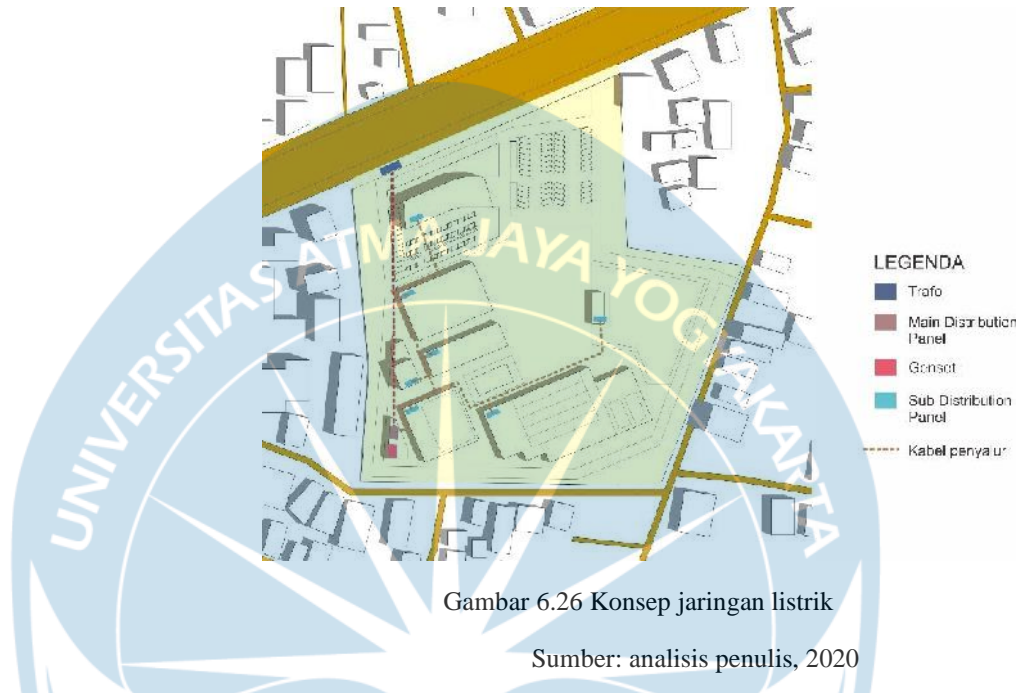 UNIVERSITAS ATMA JAYA YOGYAKARTA
LEGENDA
Trafo
Main Distribution
Panel
Genset
Sub Distribution
Panel
Kabel penyalur
Gambar 6.26 Konsep jaringan listrik
Sumber: analisis penulis, 2020